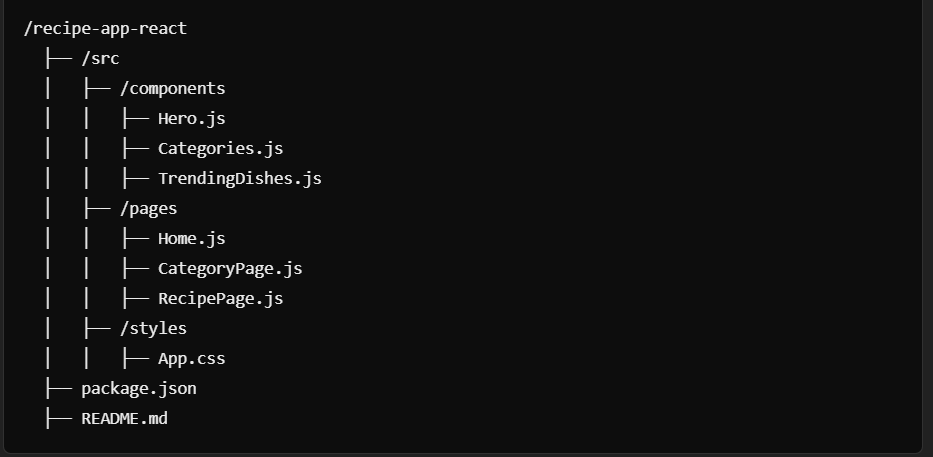 /recipe-app-react
├── /src
│   ├── /components
│   │   ├── Hero.js
│   │   ├── Categories.js
│   │   ├── TrendingDishes.js
│   ├── /pages
│   │   ├── Home.js
│   │   ├── CategoryPage.js
│   │   ├── RecipePage.js
│   ├── /styles
│   │   ├── App.css
├── package.json
├── README.md